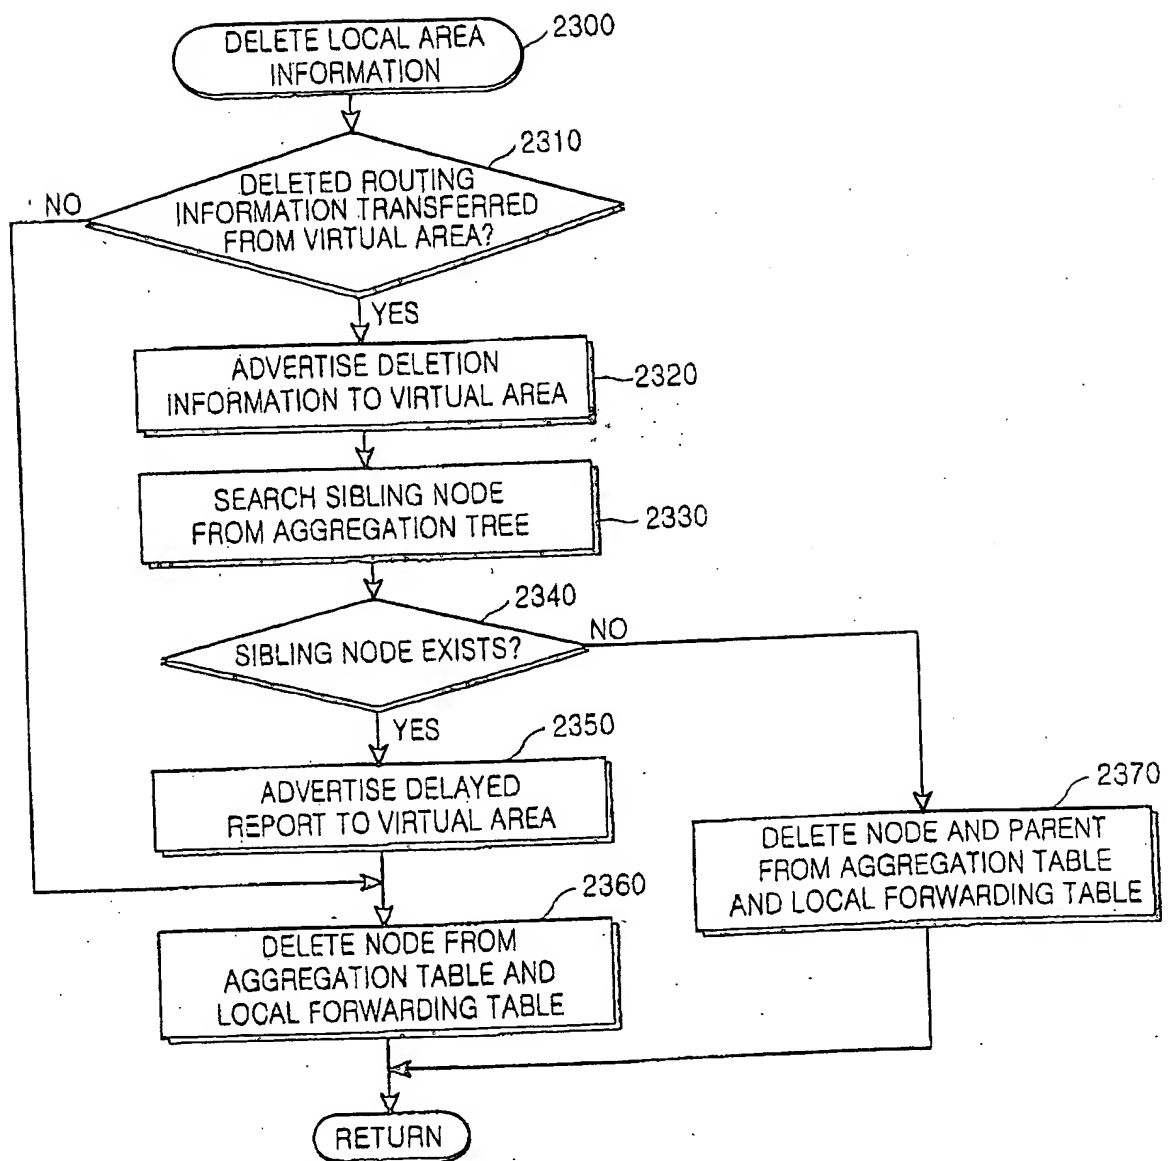 DELETE LOCAL AREA
INFORMATION
2300
2310
DELETED ROUTING
INFORMATION TRANSFERRED
FROM VIRTUAL AREA?
NO
YES
ADVERTISE DELETION
INFORMATION TO VIRTUAL AREA
2320
SEARCH SIBLING NODE
FROM AGGREGATION TREE
2330
2340
SIBLING NODE EXISTS?
NO
YES
2350
ADVERTISE DELAYED
REPORT TO VIRTUAL AREA
2370
DELETE NODE AND PARENT
FROM AGGREGATION TABLE
AND LOCAL FORWARDING TABLE
2360
DELETE NODE FROM
AGGREGATION TABLE AND
LOCAL FORWARDING TABLE
RETURN